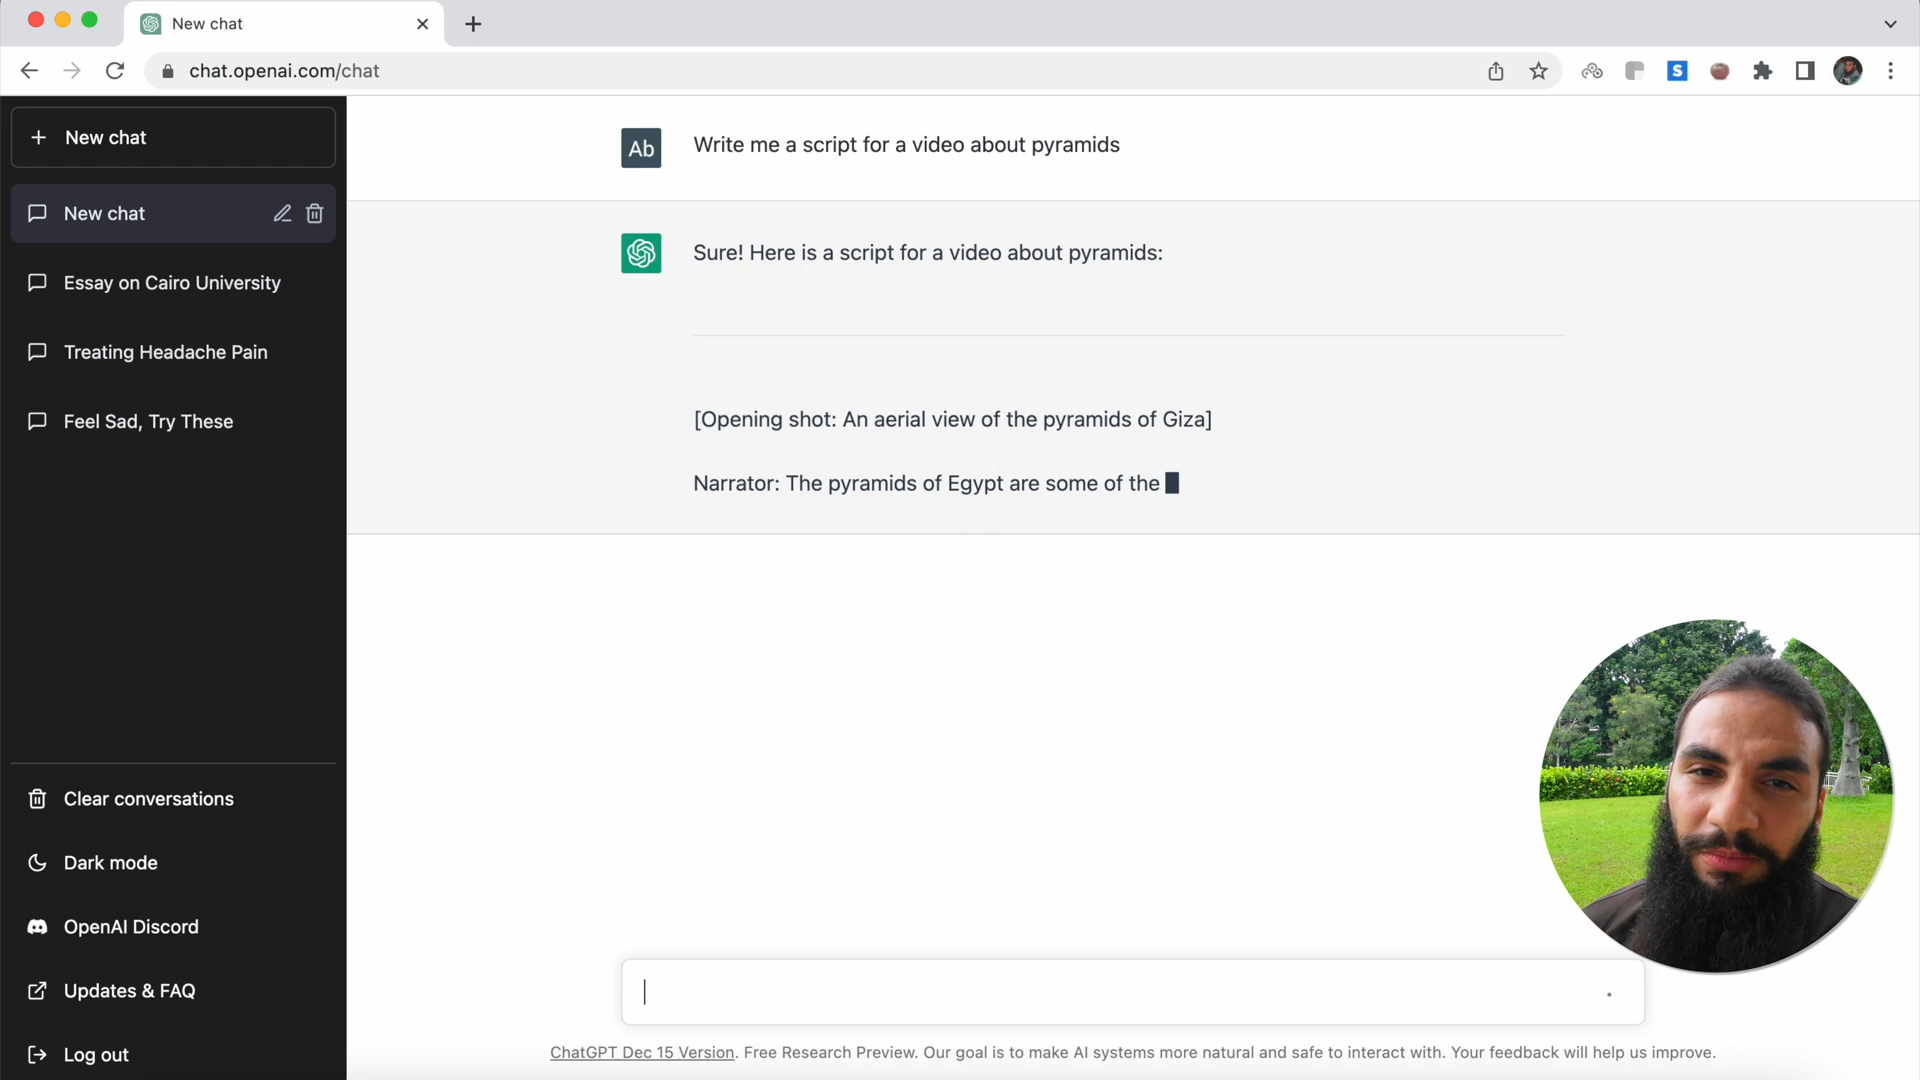 New chat
chat.openai.com/chat
S
New chat
New chat
Essay on Cairo University
Treating Headache Pain
Feel Sad, Try These
Clear conversations
Dark mode
OpenAI Discord
Updates & FAQ
Log out
Ab
Write me a script for a video about pyramids
Sure! Here is a script for a video about pyramids:
[Opening shot: An aerial view of the pyramids of Giza]
Narrator: The pyramids of Egypt are some of the
ChatGPT Dec 15 Version. Free Research Preview. Our goal is to make AI systems more natural and safe to interact with. Your feedback will help us improve.